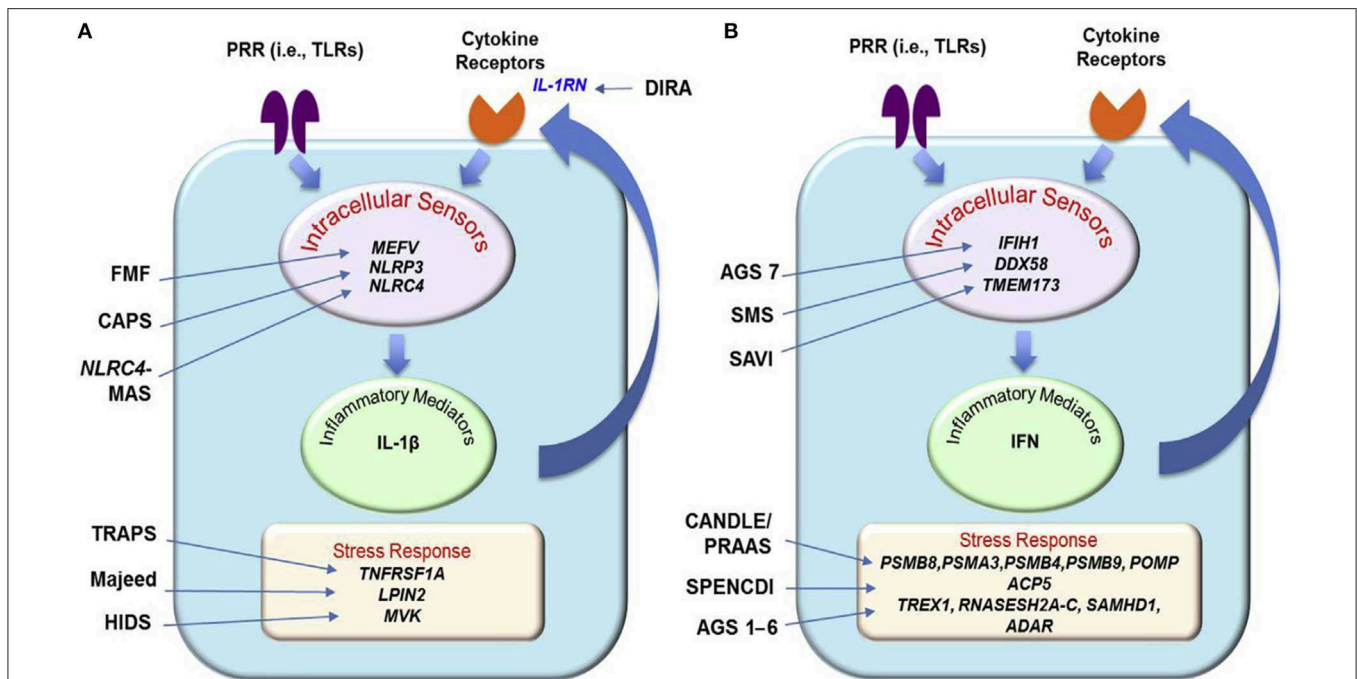 A
PRR (i.e., TLRs)
Cytokine
Receptors
IL-1RN
DIRA
Intracellular Sensors
MEFV
NLRP3
NLRC4
FMF
CAPS
NLRC4-
MAS
Inflammatory Mediators
IL-1β
TRAPS
Majeed
HIDS
Stress Response
TNFRSF1A
LPIN2
MVK
B
PRR (i.e., TLRs)
Cytokine
Receptors
Intracellular Sensors
IFIH1
DDX58
TMEM173
AGS 7
SMS
SAVI
Inflammatory Mediators
IFN
CANDLE/
PRAAS
SPENCDI
AGS 1–6
Stress Response
PSMB8,PSMA3,PSMB4,PSMB9, POMP
ACP5
TREX1, RNASESH2A-C, SAMHD1,
ADAR